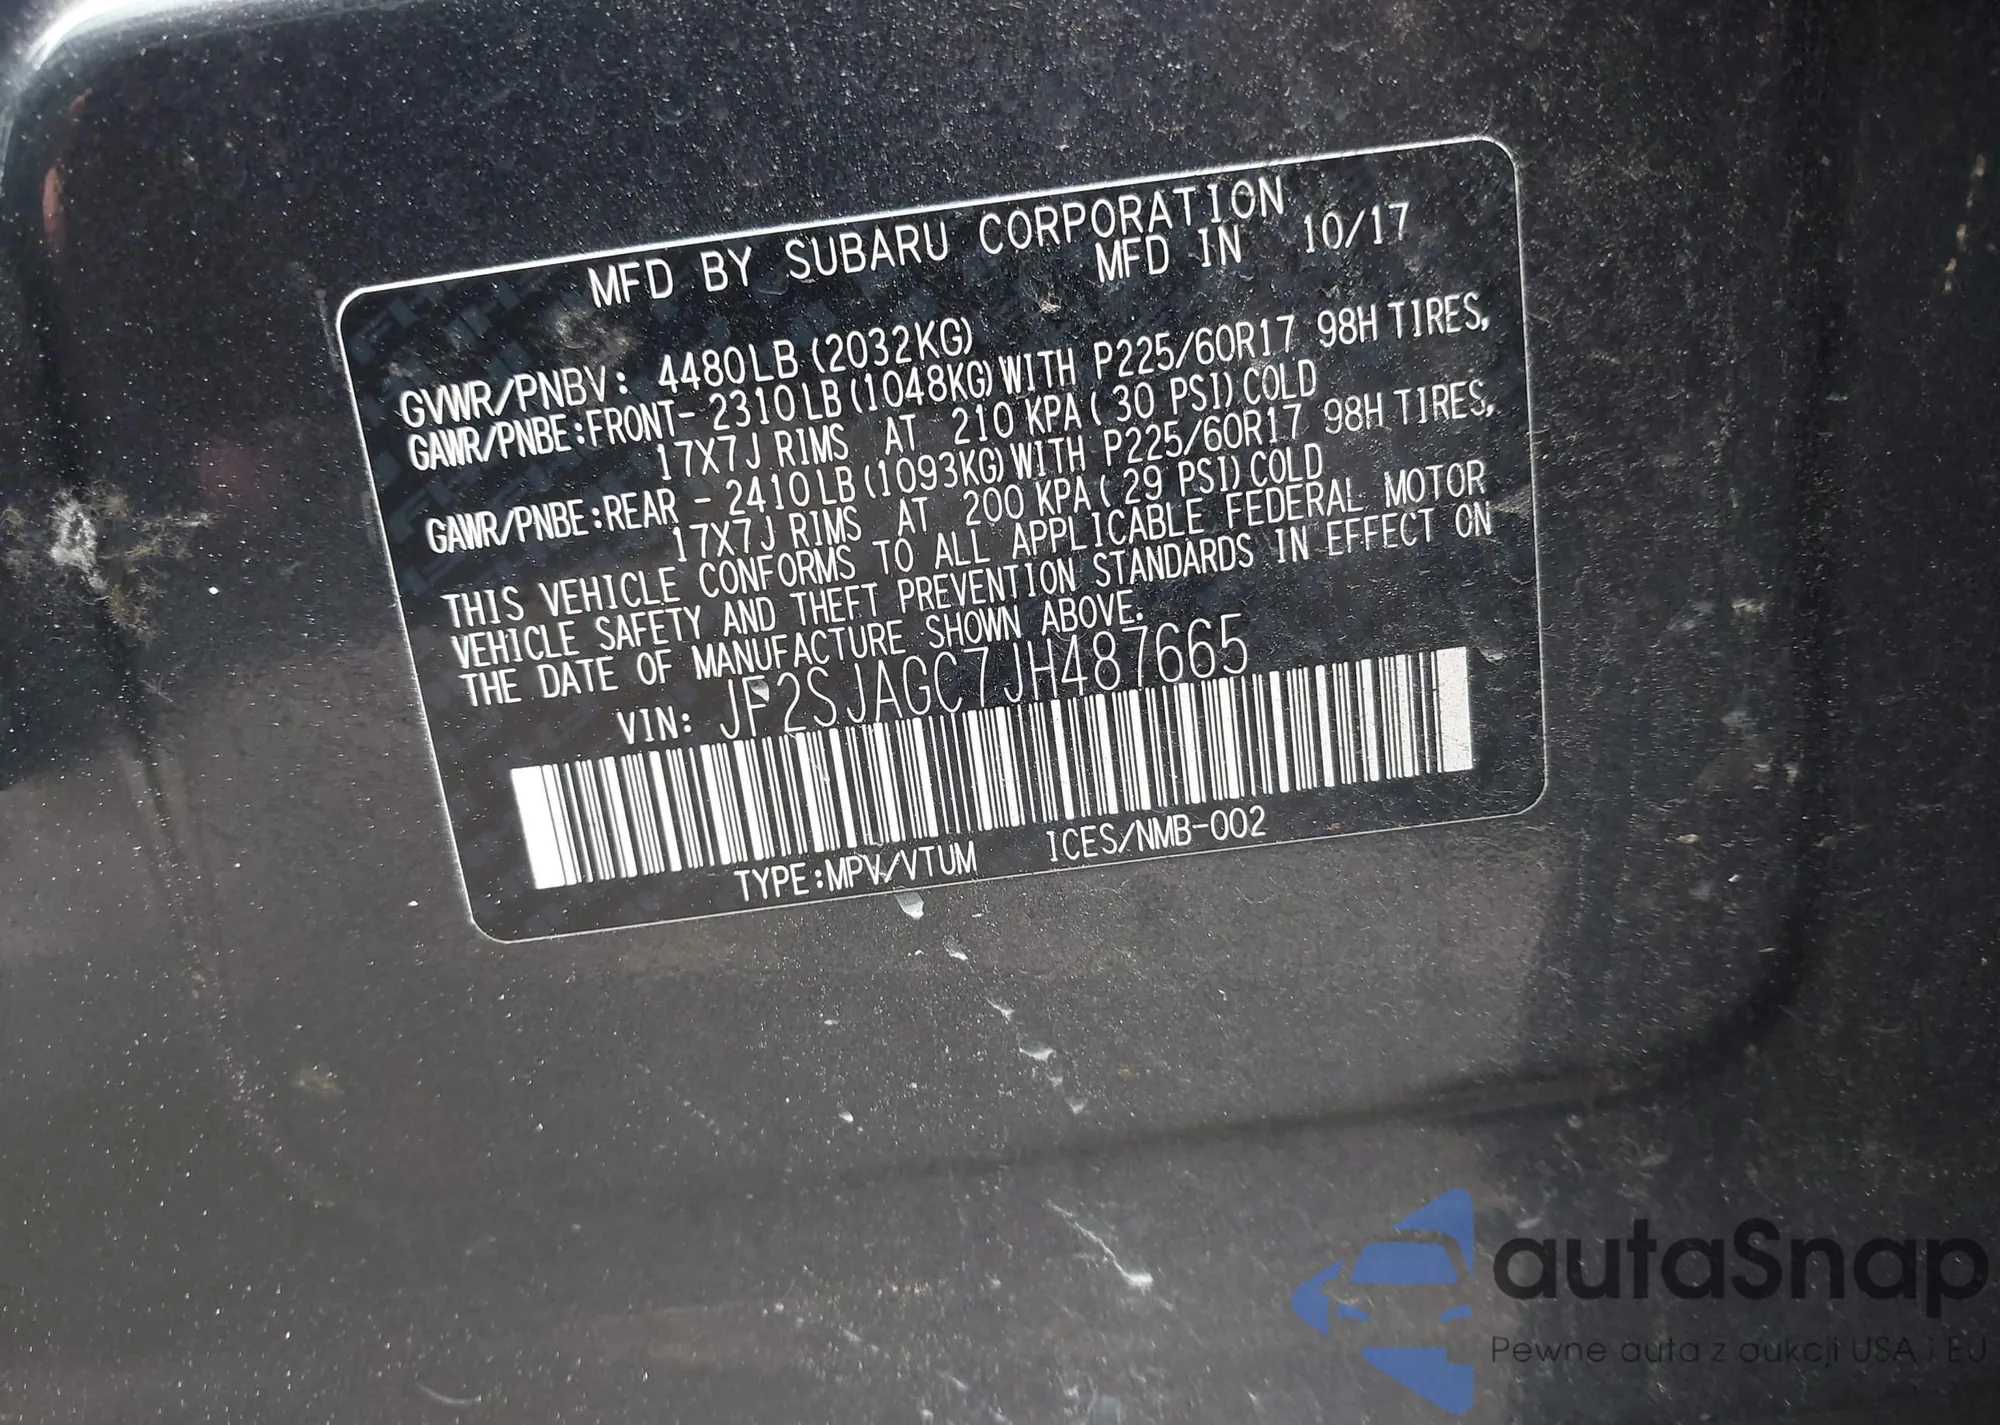 MFD BY SUBARU CORPORATION
MFD IN 10/17
GVWR/PNBV: 4480LB (2032KG)
GAWR/PNBE:FRONT- 2310LB (1048KG) WITH P225/60R17 98H TIRES,
17X7J RIMS AT 210 KPA ( 30 PSI) COLD
GAWR/PNBE:REAR - 2410LB (1093KG) WITH P225/60R17 98H TIRES,
17X7J RIMS AT 200 KPA ( 29 PSI) COLD
THIS VEHICLE CONFORMS TO ALL APPLICABLE FEDERAL MOTOR
VEHICLE SAFETY AND THEFT PREVENTION STANDARDS IN EFFECT ON
THE DATE OF MANUFACTURE SHOWN ABOVE.
VIN: JF2SJAGC7JH487665
TYPE:MPV/VTUM ICES/NMB-002
autaSnap
Pewne auta z aukcji USA i EU